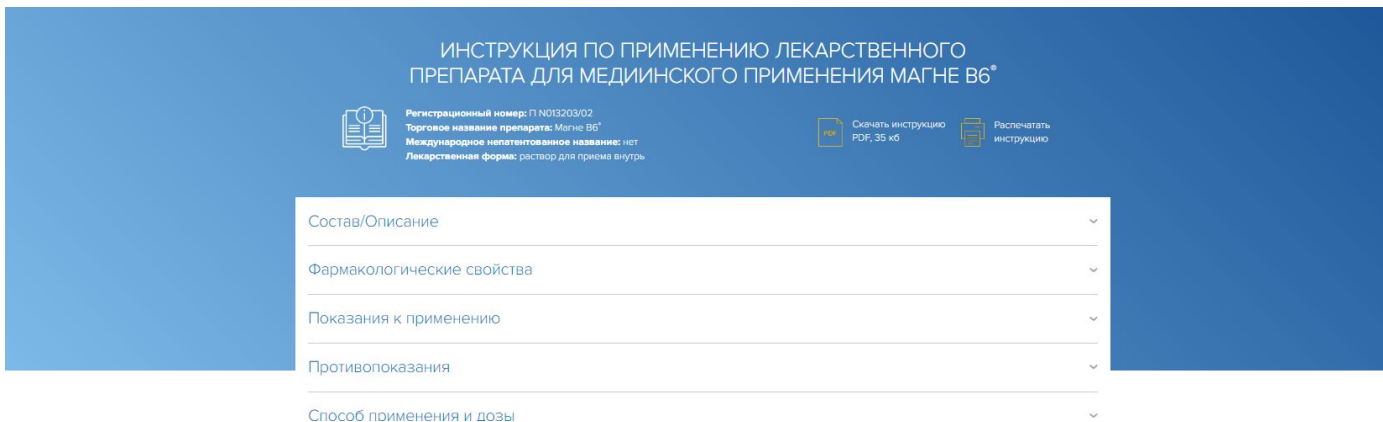 ИНСТРУКЦИЯ ПО ПРИМЕНЕНИЮ ЛЕКАРСТВЕННОГО
ПРЕПАРАТА ДЛЯ МЕДИИНСКОГО ПРИМЕНЕНИЯ МАГНЕ B6®
Регистрационный номер: П N013203/02
Торговое название препарата: Магне B6®
Международное непатентованное название: нет
Лекарственная форма: раствор для приема внутрь
PDF
Скачать инструкцию
PDF, 35 кб
Распечатать
инструкцию
Состав/Описание
Фармакологические свойства
Показания к применению
Противопоказания
Способ применения и дозы